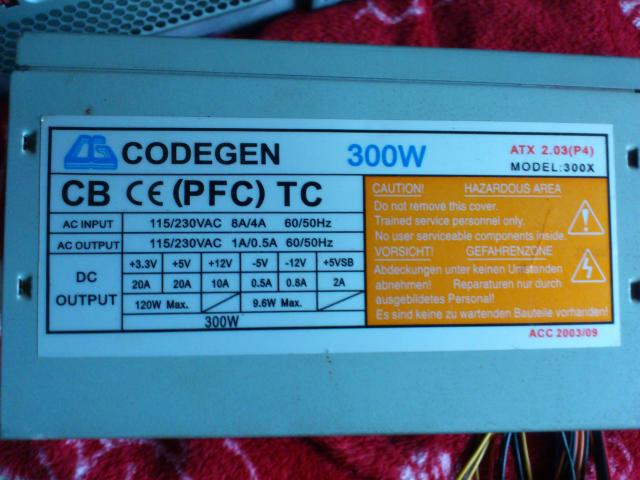 CODEGEN 300W ATX 2.03(P4)
MODEL:300X
CB CE (PFC) TC
AC INPUT 115/230VAC 8A/4A 60/50Hz
AC OUTPUT 115/230VAC 1A/0.5A 60/50Hz
DC OUTPUT
+3.3V +5V +12V -5V -12V +5VSB
20A 20A 10A 0.5A 0.8A 2A
120W Max. 9.6W Max.
300W
CAUTION! HAZARDOUS AREA
Do not remove this cover.
Trained service personnel only.
No user serviceable components inside.
VORSICHT! GEFAHRENZONE
Abdeckungen unter keinen Umstanden
abnehmen! Reparaturen nur durch
ausgebildetes Personal!
Es sind keine zu wartenden Bauteile vorhanden!
ACC 2003/09